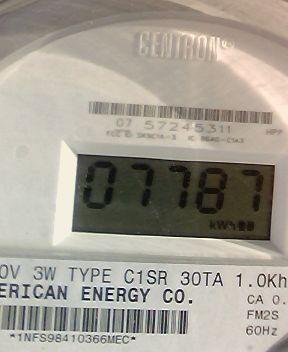 CENTRON®
07 57245311
07787
kWh
0V 3W TYPE C1SR 30TA 1.0Kh
ERICAN ENERGY CO.
CA 0.
FM2S
60Hz
*1NFS98410366MEC*